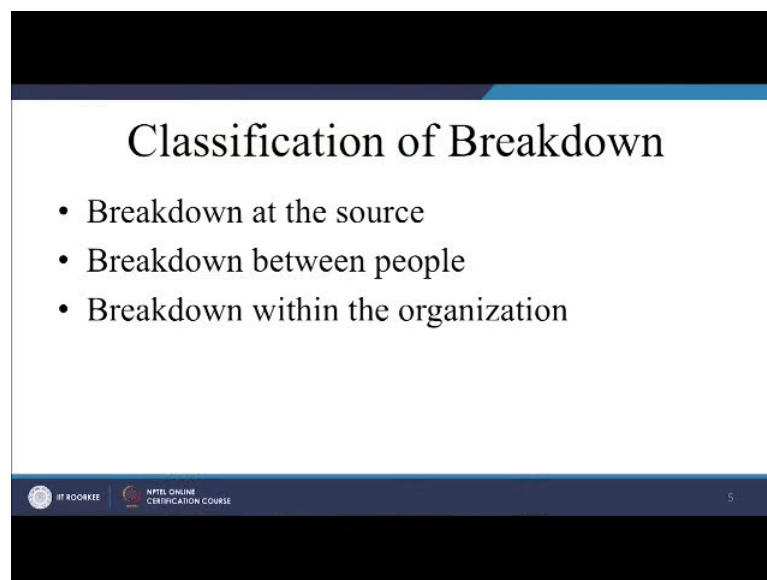 Classification of Breakdown
• Breakdown at the source
• Breakdown between people
• Breakdown within the organization
IIT ROORKEE
NPTEL ONLINE
CERTIFICATION COURSE
5